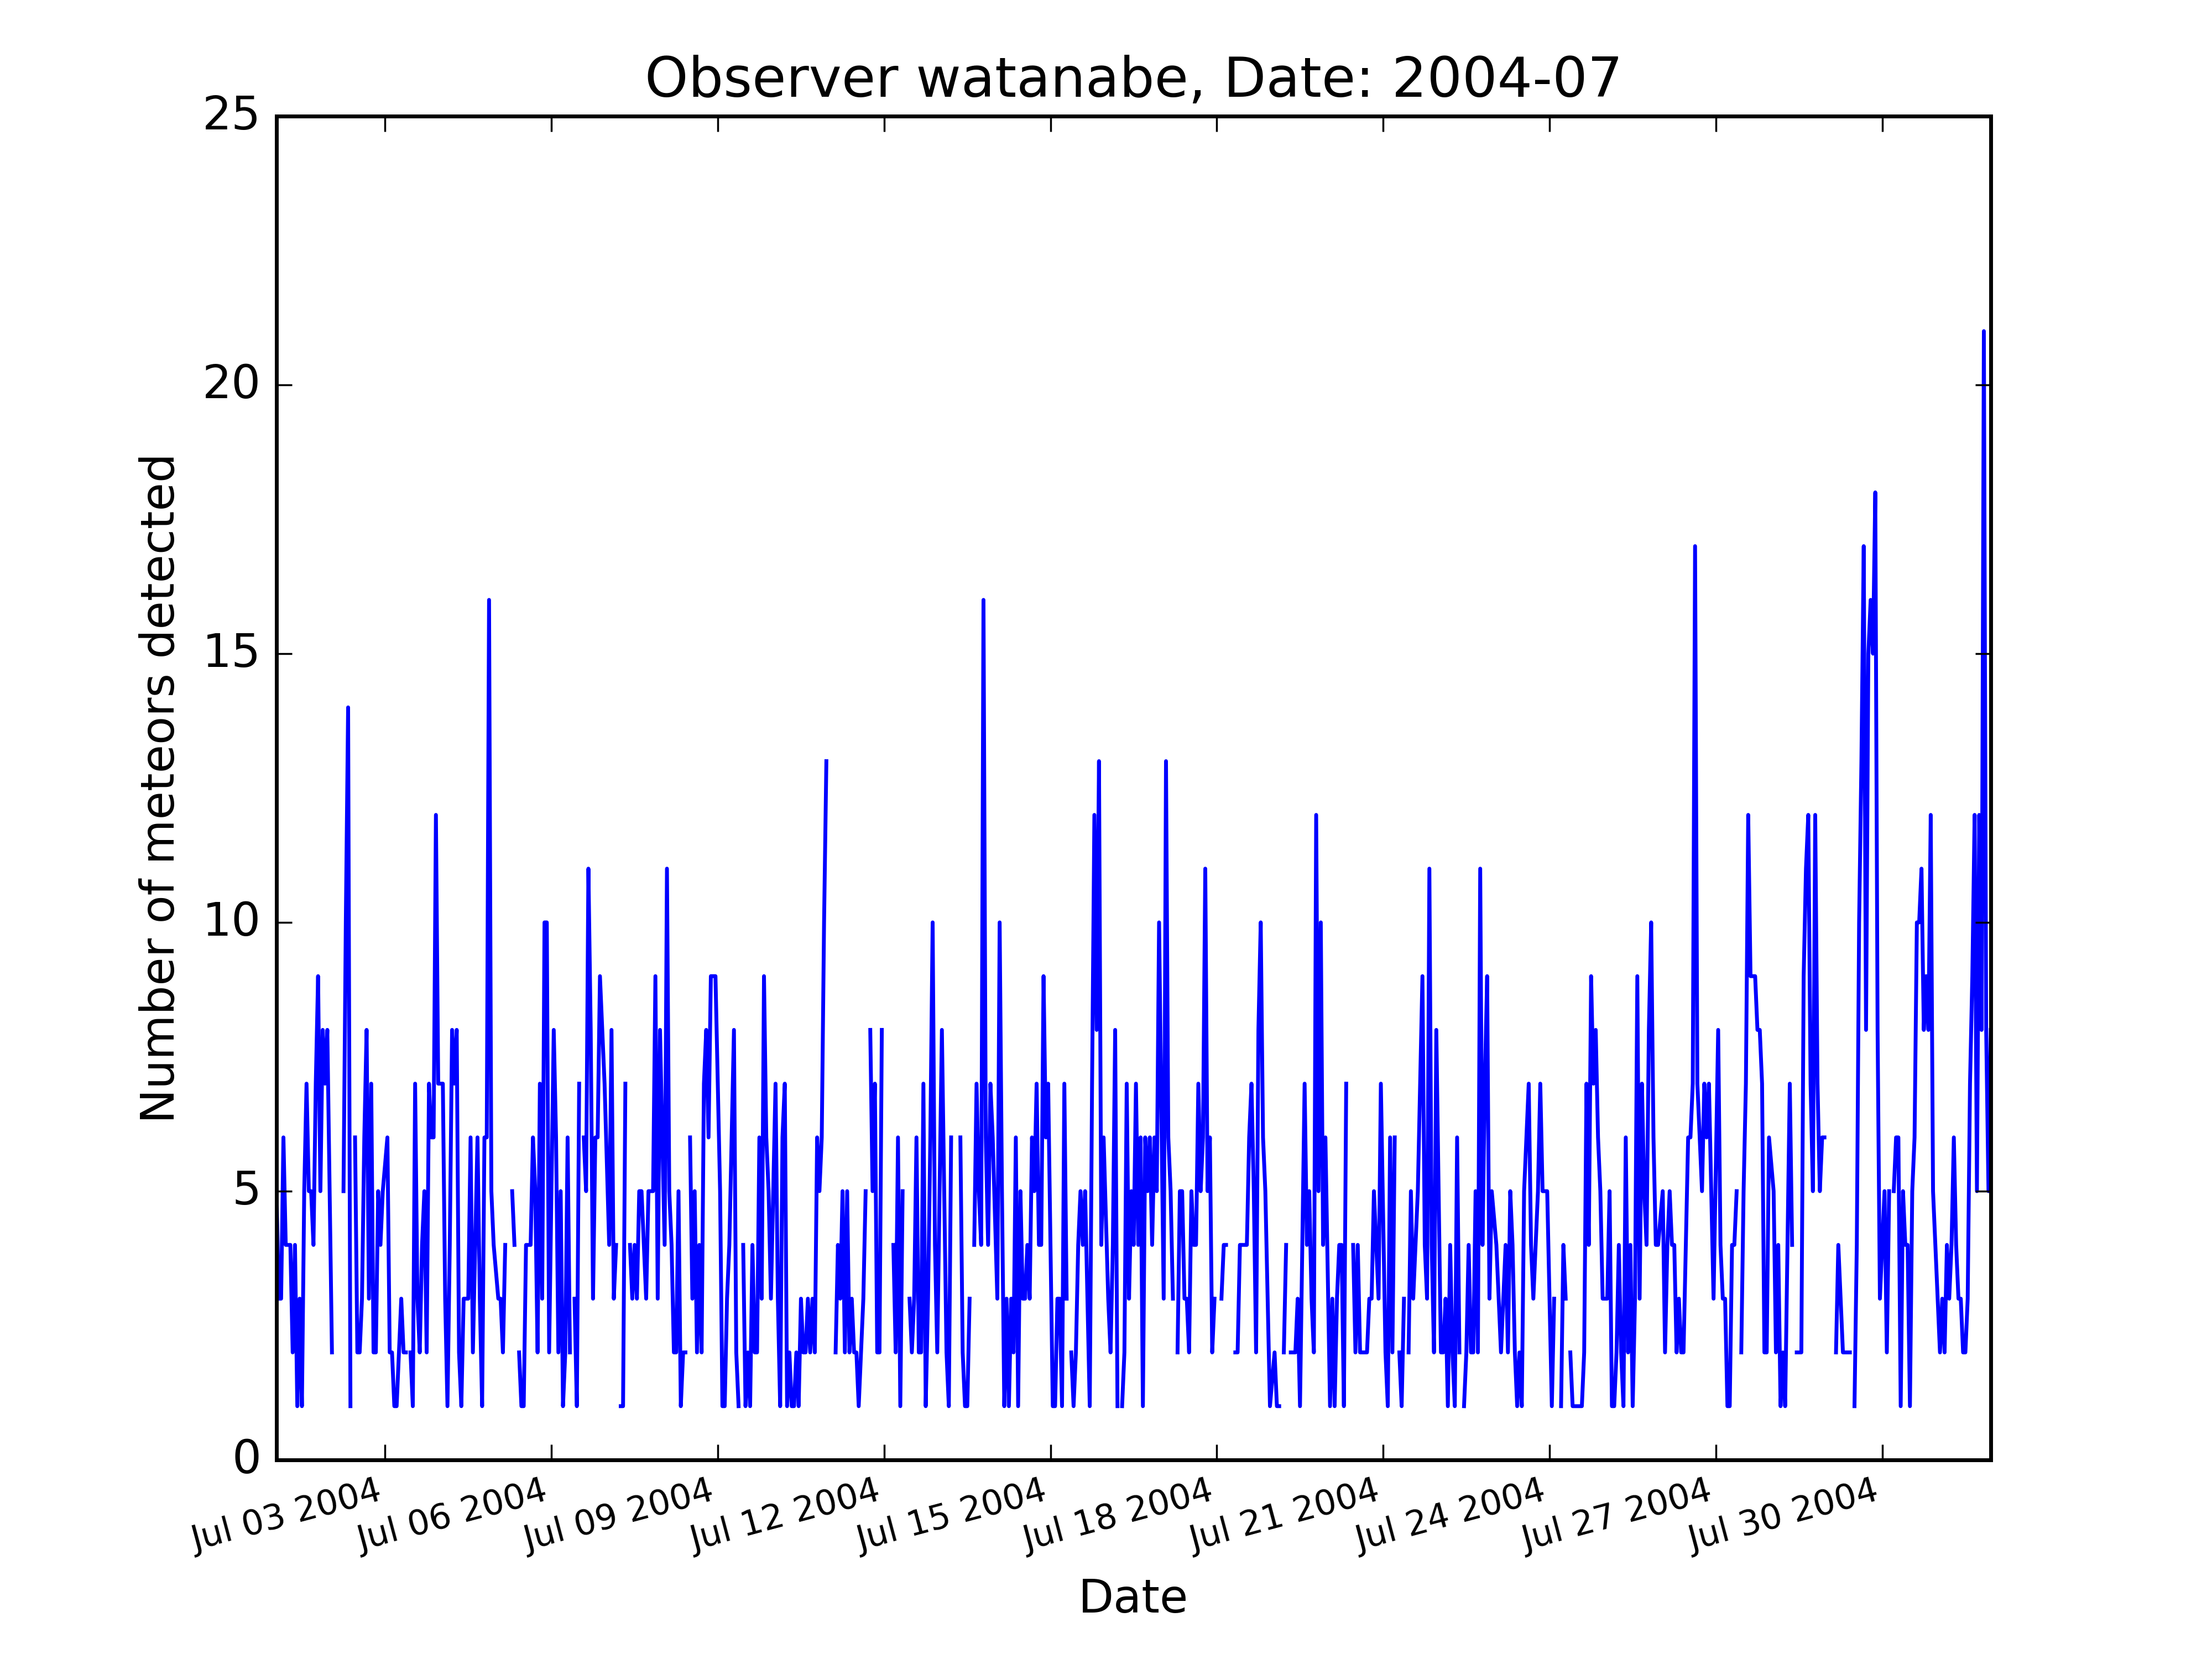 Observer watanabe, Date: 2004-07
Number of meteors detected
25
20
15
10
5
0
Jul 03 2004
Jul 06 2004
Jul 09 2004
Jul 12 2004
Jul 15 2004
Jul 18 2004
Jul 21 2004
Jul 24 2004
Jul 27 2004
Jul 30 2004
Date